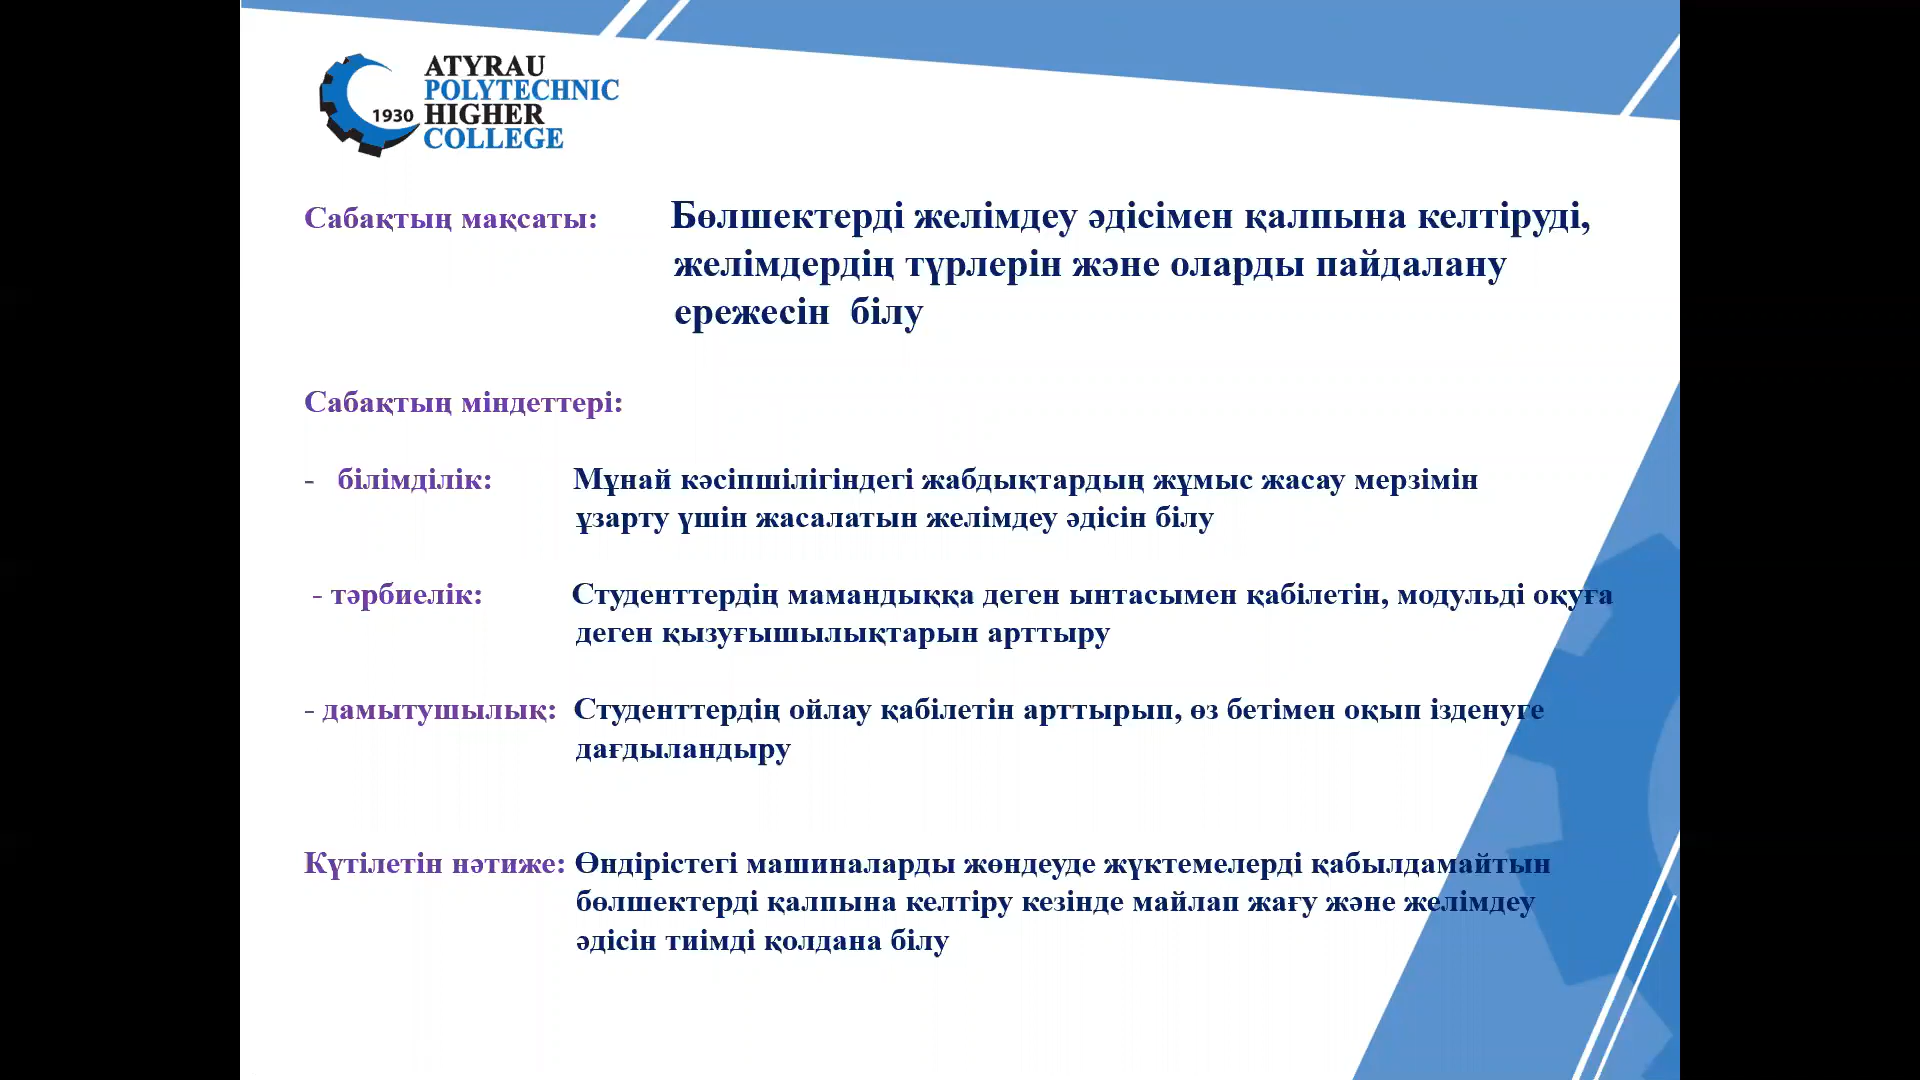 ATYRAU
POLYTECHNIC
HIGHER
COLLEGE
1930
Сабақтың мақсаты: Бөлшектерді желімдеу әдісімен қалпына келтіруді,
желімдердің түрлерін және оларды пайдалану
ережесін білу
Сабақтың міндеттері:
- білімділік: Мұнай кәсіпшілігіндегі жабдықтардың жұмыс жасау мерзімін
ұзарту үшін жасалатын желімдеу әдісін білу
- тәрбиелік: Студенттердің мамандыққа деген ынтасымен қабілетін, модульді оқуға
деген қызуғышылықтарын арттыру
- дамытушылық: Студенттердің ойлау қабілетін арттырып, өз бетімен оқып ізденуге
дағдыландыру
Күтілетін нәтиже: Өндірістегі машиналарды жөндеуде жүктемелерді қабылдамайтын
бөлшектерді қалпына келтіру кезінде майлап жағу және желімдеу
әдісін тиімді қолдана білу